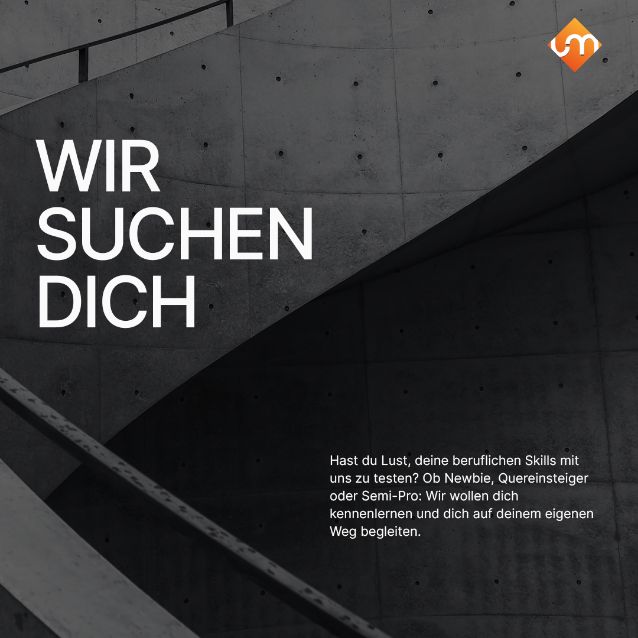 WIR
SUCHEN
DICH
Hast du Lust, deine beruflichen Skills mit
uns zu testen? Ob Newbie, Quereinsteiger
oder Semi-Pro: Wir wollen dich
kennenlernen und dich auf deinem eigenen
Weg begleiten.